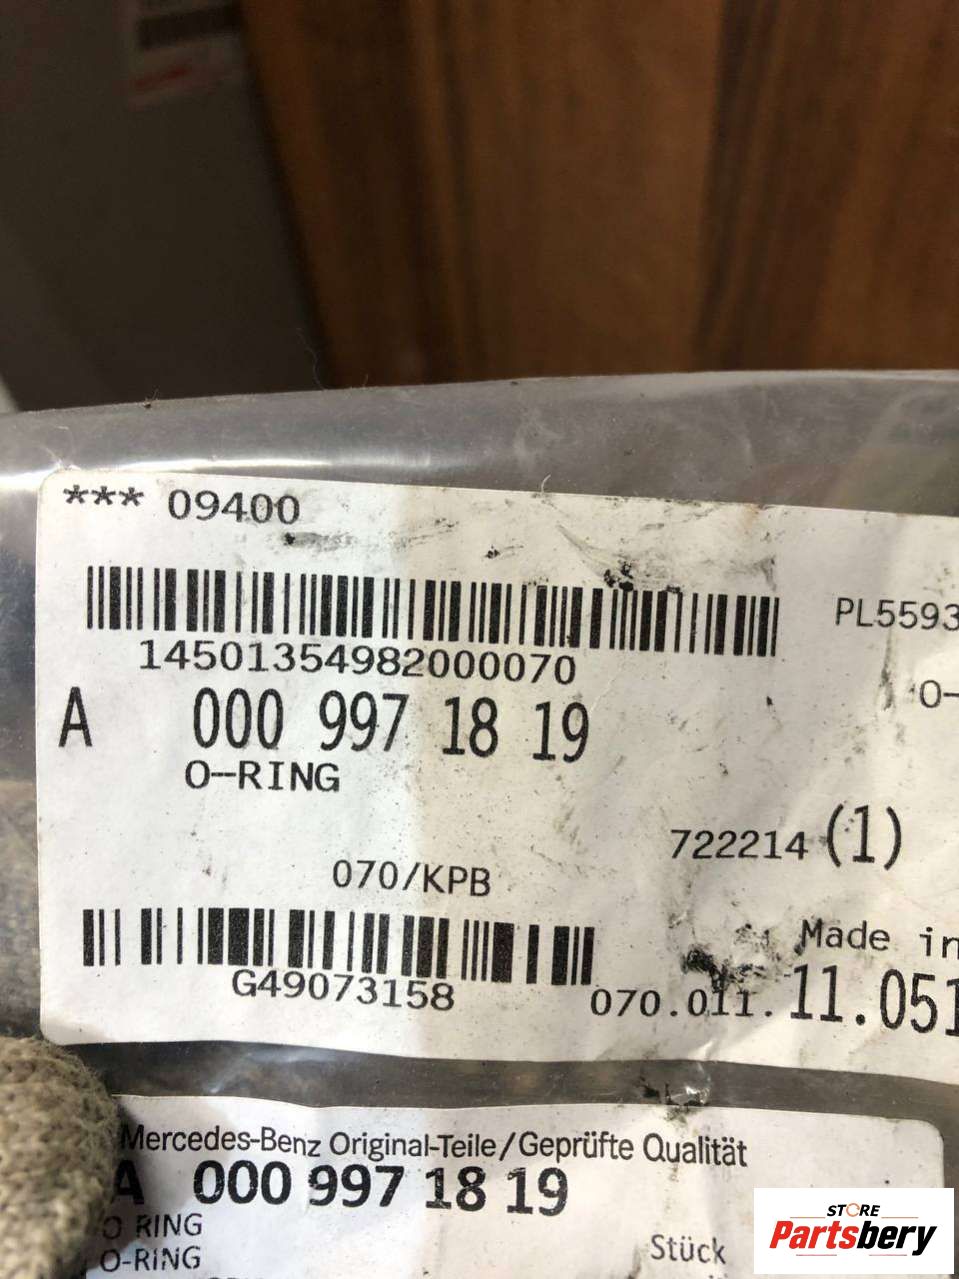 *** 09400
14501354982000070
PL5593
A 000 997 18 19
O-
O--RING
722214 (1)
070/KPB
Made in
G49073158
070.011. 11.051
Mercedes-Benz Original-Teile/Geprüfte Qualität
A 000 997 18 19
O RING
O-RING
Stück
STORE
Partsbery